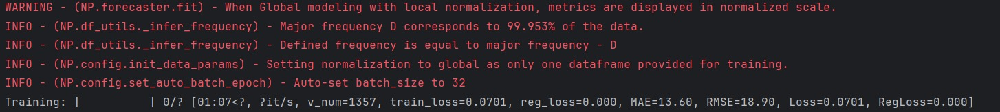 WARNING - (NP.forecaster.fit) - When Global modeling with local normalization, metrics are displayed in normalized scale.
INFO - (NP.df_utils._infer_frequency) - Major frequency D corresponds to 99.953% of the data.
INFO - (NP.df_utils._infer_frequency) - Defined frequency is equal to major frequency - D
INFO - (NP.config.init_data_params) - Setting normalization to global as only one dataframe provided for training.
INFO - (NP.config.set_auto_batch_epoch) - Auto-set batch_size to 32
Training: |          | 0/? [01:07<?, ?it/s, v_num=1357, train_loss=0.0701, reg_loss=0.000, MAE=13.60, RMSE=18.90, Loss=0.0701, RegLoss=0.000]